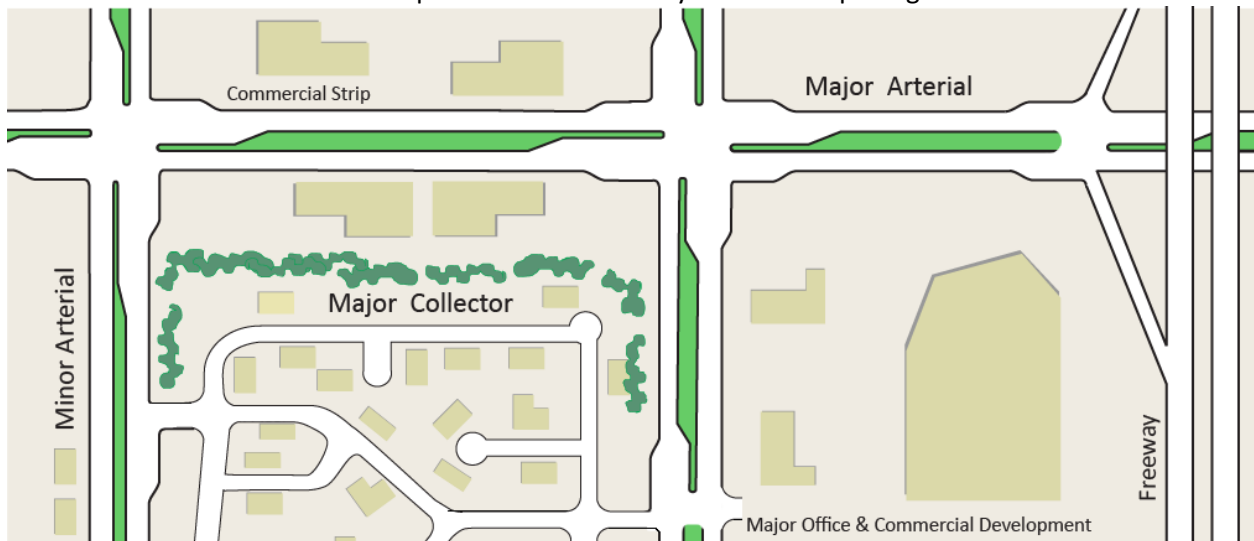 Commercial Strip
Major Arterial
Major Collector
Minor Arterial
Freeway
Major Office & Commercial Development